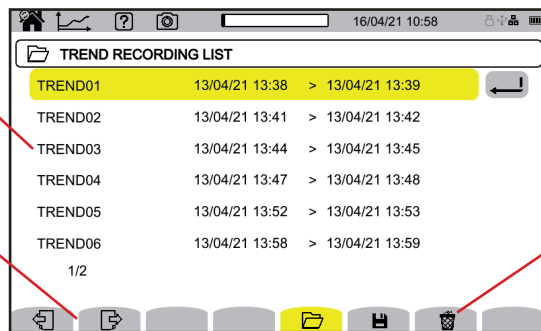 ? 16/04/21 10:58
TREND RECORDING LIST
TREND01 13/04/21 13:38 > 13/04/21 13:39
TREND02 13/04/21 13:41 > 13/04/21 13:42
TREND03 13/04/21 13:44 > 13/04/21 13:45
TREND04 13/04/21 13:47 > 13/04/21 13:48
TREND05 13/04/21 13:52 > 13/04/21 13:53
TREND06 13/04/21 13:58 > 13/04/21 13:59
1/2